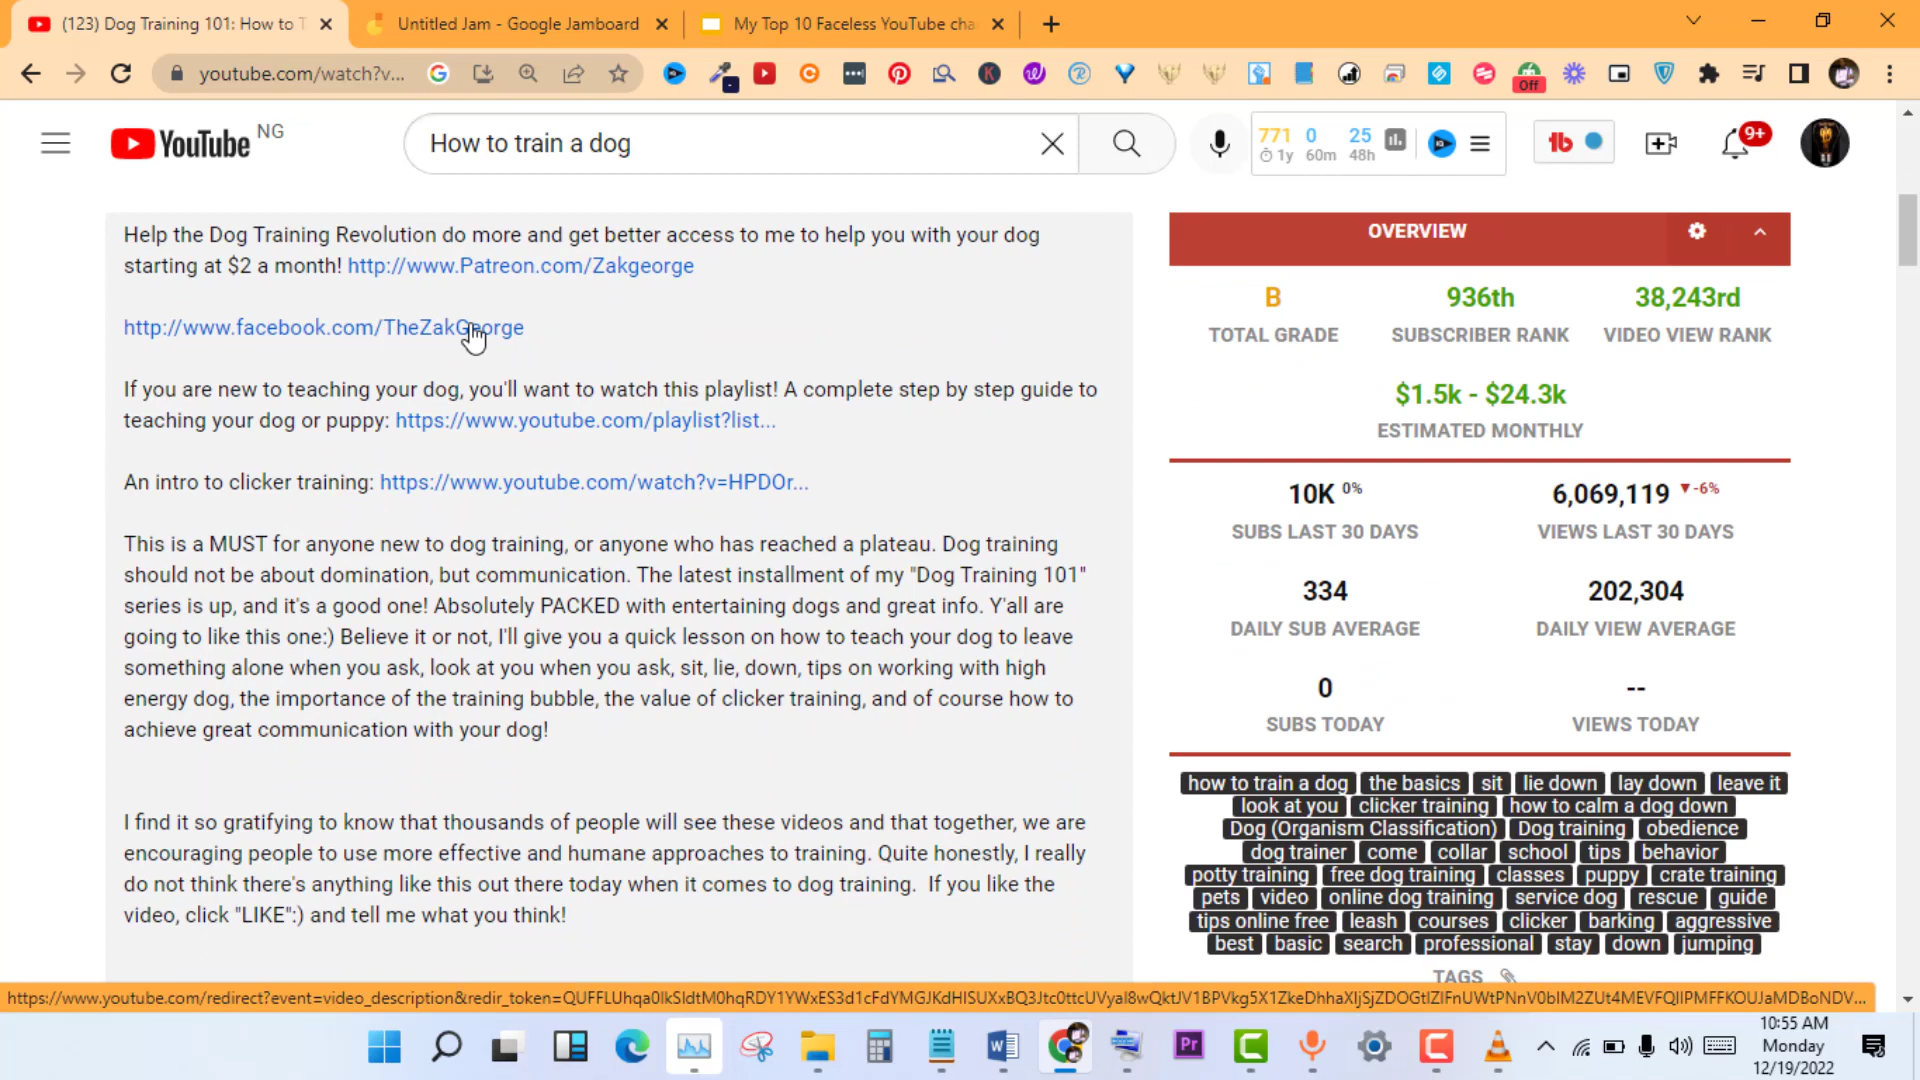 (123) Dog Training 101: How to T
Untitled Jam - Google Jamboard
My Top 10 Faceless YouTube cha
youtube.com/watch?v...
Off
YouTube NG
How to train a dog
771 0 25
1y 60m 48h
9+
Help the Dog Training Revolution do more and get better access to me to help you with your dog
starting at $2 a month! http://www.Patreon.com/Zakgeorge
http://www.facebook.com/TheZakGeorge
If you are new to teaching your dog, you'll want to watch this playlist! A complete step by step guide to
teaching your dog or puppy: https://www.youtube.com/playlist?list...
An intro to clicker training: https://www.youtube.com/watch?v=HPDOr...
This is a MUST for anyone new to dog training, or anyone who has reached a plateau. Dog training
should not be about domination, but communication. The latest installment of my "Dog Training 101"
series is up, and it's a good one! Absolutely PACKED with entertaining dogs and great info. Y'all are
going to like this one:) Believe it or not, I'll give you a quick lesson on how to teach your dog to leave
something alone when you ask, look at you when you ask, sit, lie, down, tips on working with high
energy dog, the importance of the training bubble, the value of clicker training, and of course how to
achieve great communication with your dog!
I find it so gratifying to know that thousands of people will see these videos and that together, we are
encouraging people to use more effective and humane approaches to training. Quite honestly, I really
do not think there's anything like this out there today when it comes to dog training. If you like the
video, click "LIKE":) and tell me what you think!
OVERVIEW
B 936th 38,243rd
TOTAL GRADE SUBSCRIBER RANK VIDEO VIEW RANK
$1.5k - $24.3k
ESTIMATED MONTHLY
10K 0% 6,069,119 -6%
SUBS LAST 30 DAYS VIEWS LAST 30 DAYS
334 202,304
DAILY SUB AVERAGE DAILY VIEW AVERAGE
0 --
SUBS TODAY VIEWS TODAY
how to train a dog the basics sit lie down lay down leave it
look at you clicker training how to calm a dog down
Dog (Organism Classification) Dog training obedience
dog trainer come collar school tips behavior
potty training free dog training classes puppy crate training
pets video online dog training service dog rescue guide
tips online free leash courses clicker barking aggressive
best basic search professional stay down jumping
TAGS
10:55 AM
Monday
12/19/2022